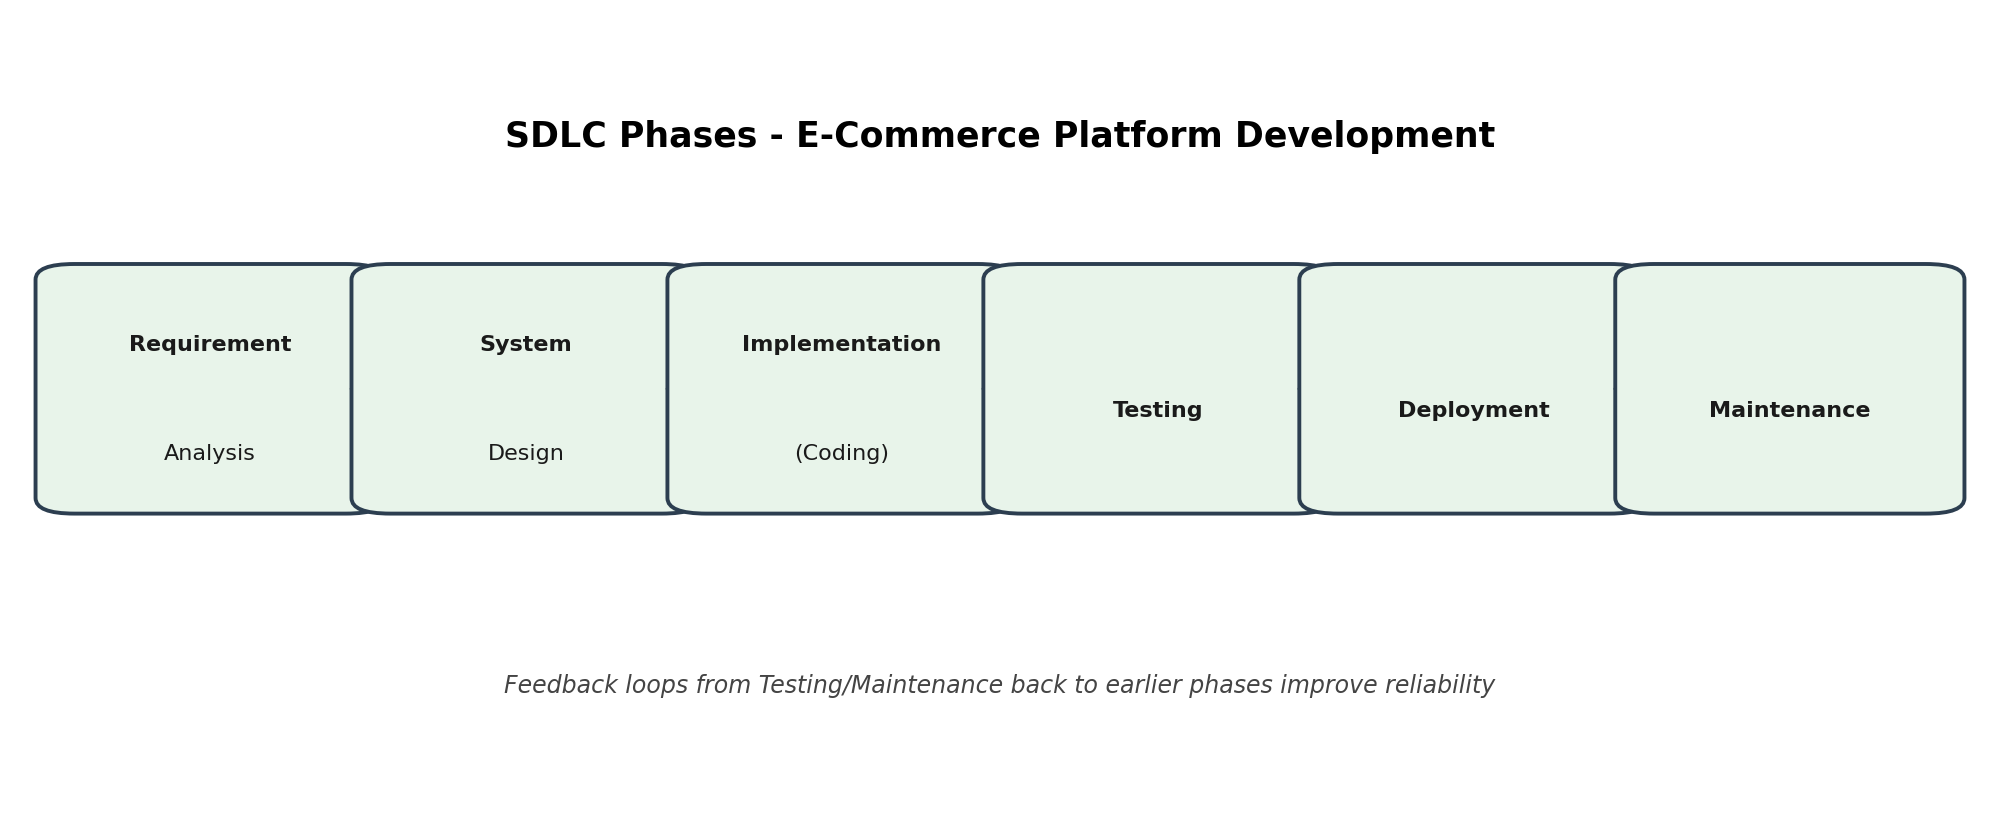 SDLC Phases - E-Commerce Platform Development
Requirement
Analysis
System
Design
Implementation
(Coding)
Testing
Deployment
Maintenance
Feedback loops from Testing/Maintenance back to earlier phases improve reliability